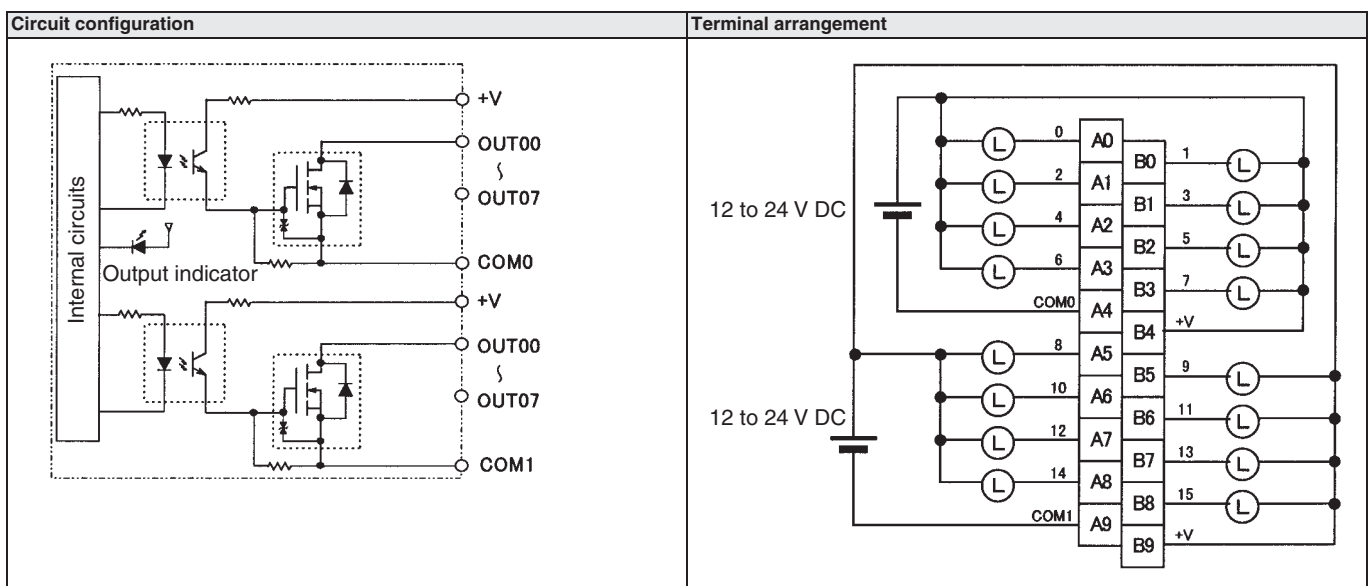 Circuit configuration
Terminal arrangement
Internal circuits
Output indicator
+V
OUT00
OUT07
COM0
+V
OUT00
OUT07
COM1
12 to 24 V DC
12 to 24 V DC
L 0 A0
B0 1 L
L 2 A1
B1 3 L
L 4 A2
B2 5 L
L 6 A3
B3 7 L
COM0 A4
B4 +V
L 8 A5
B5 9 L
L 10 A6
B6 11 L
L 12 A7
B7 13 L
L 14 A8
B8 15 L
COM1 A9
B9 +V